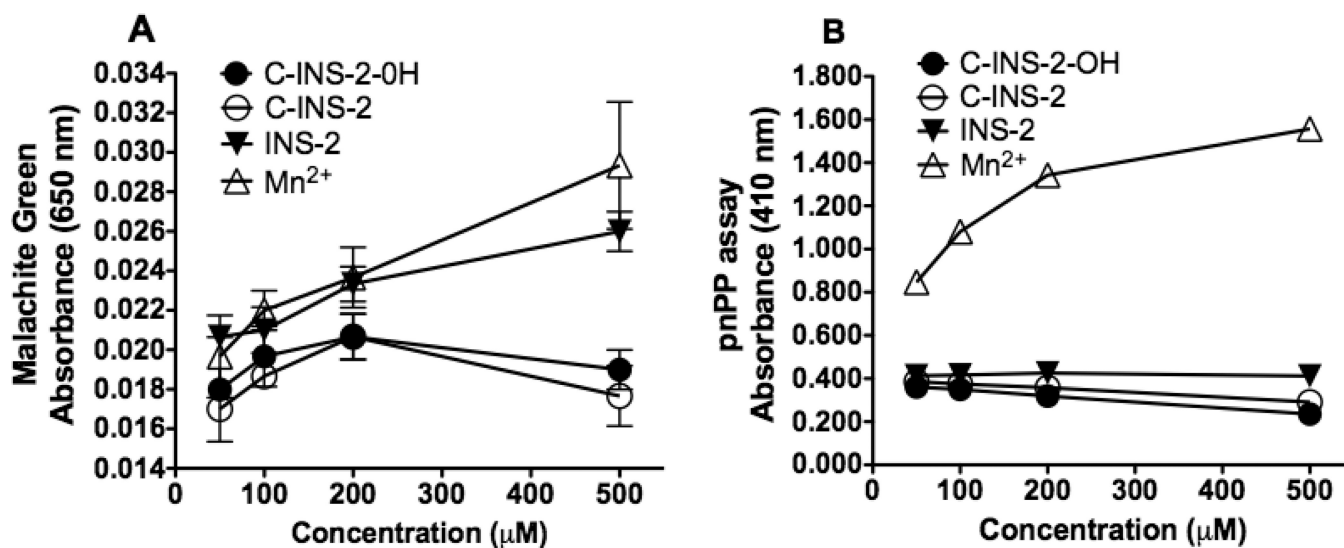 A
Malachite Green
Absorbance (650 nm)
0.034
0.032
0.030
0.028
0.026
0.024
0.022
0.020
0.018
0.016
0.014
C-INS-2-0H
C-INS-2
INS-2
Mn²⁺
0 100 200 300 400 500
Concentration (μM)
B
pnPP assay
Absorbance (410 nm)
1.800
1.600
1.400
1.200
1.000
0.800
0.600
0.400
0.200
0.000
C-INS-2-OH
C-INS-2
INS-2
Mn²⁺
0 100 200 300 400 500
Concentration (μM)